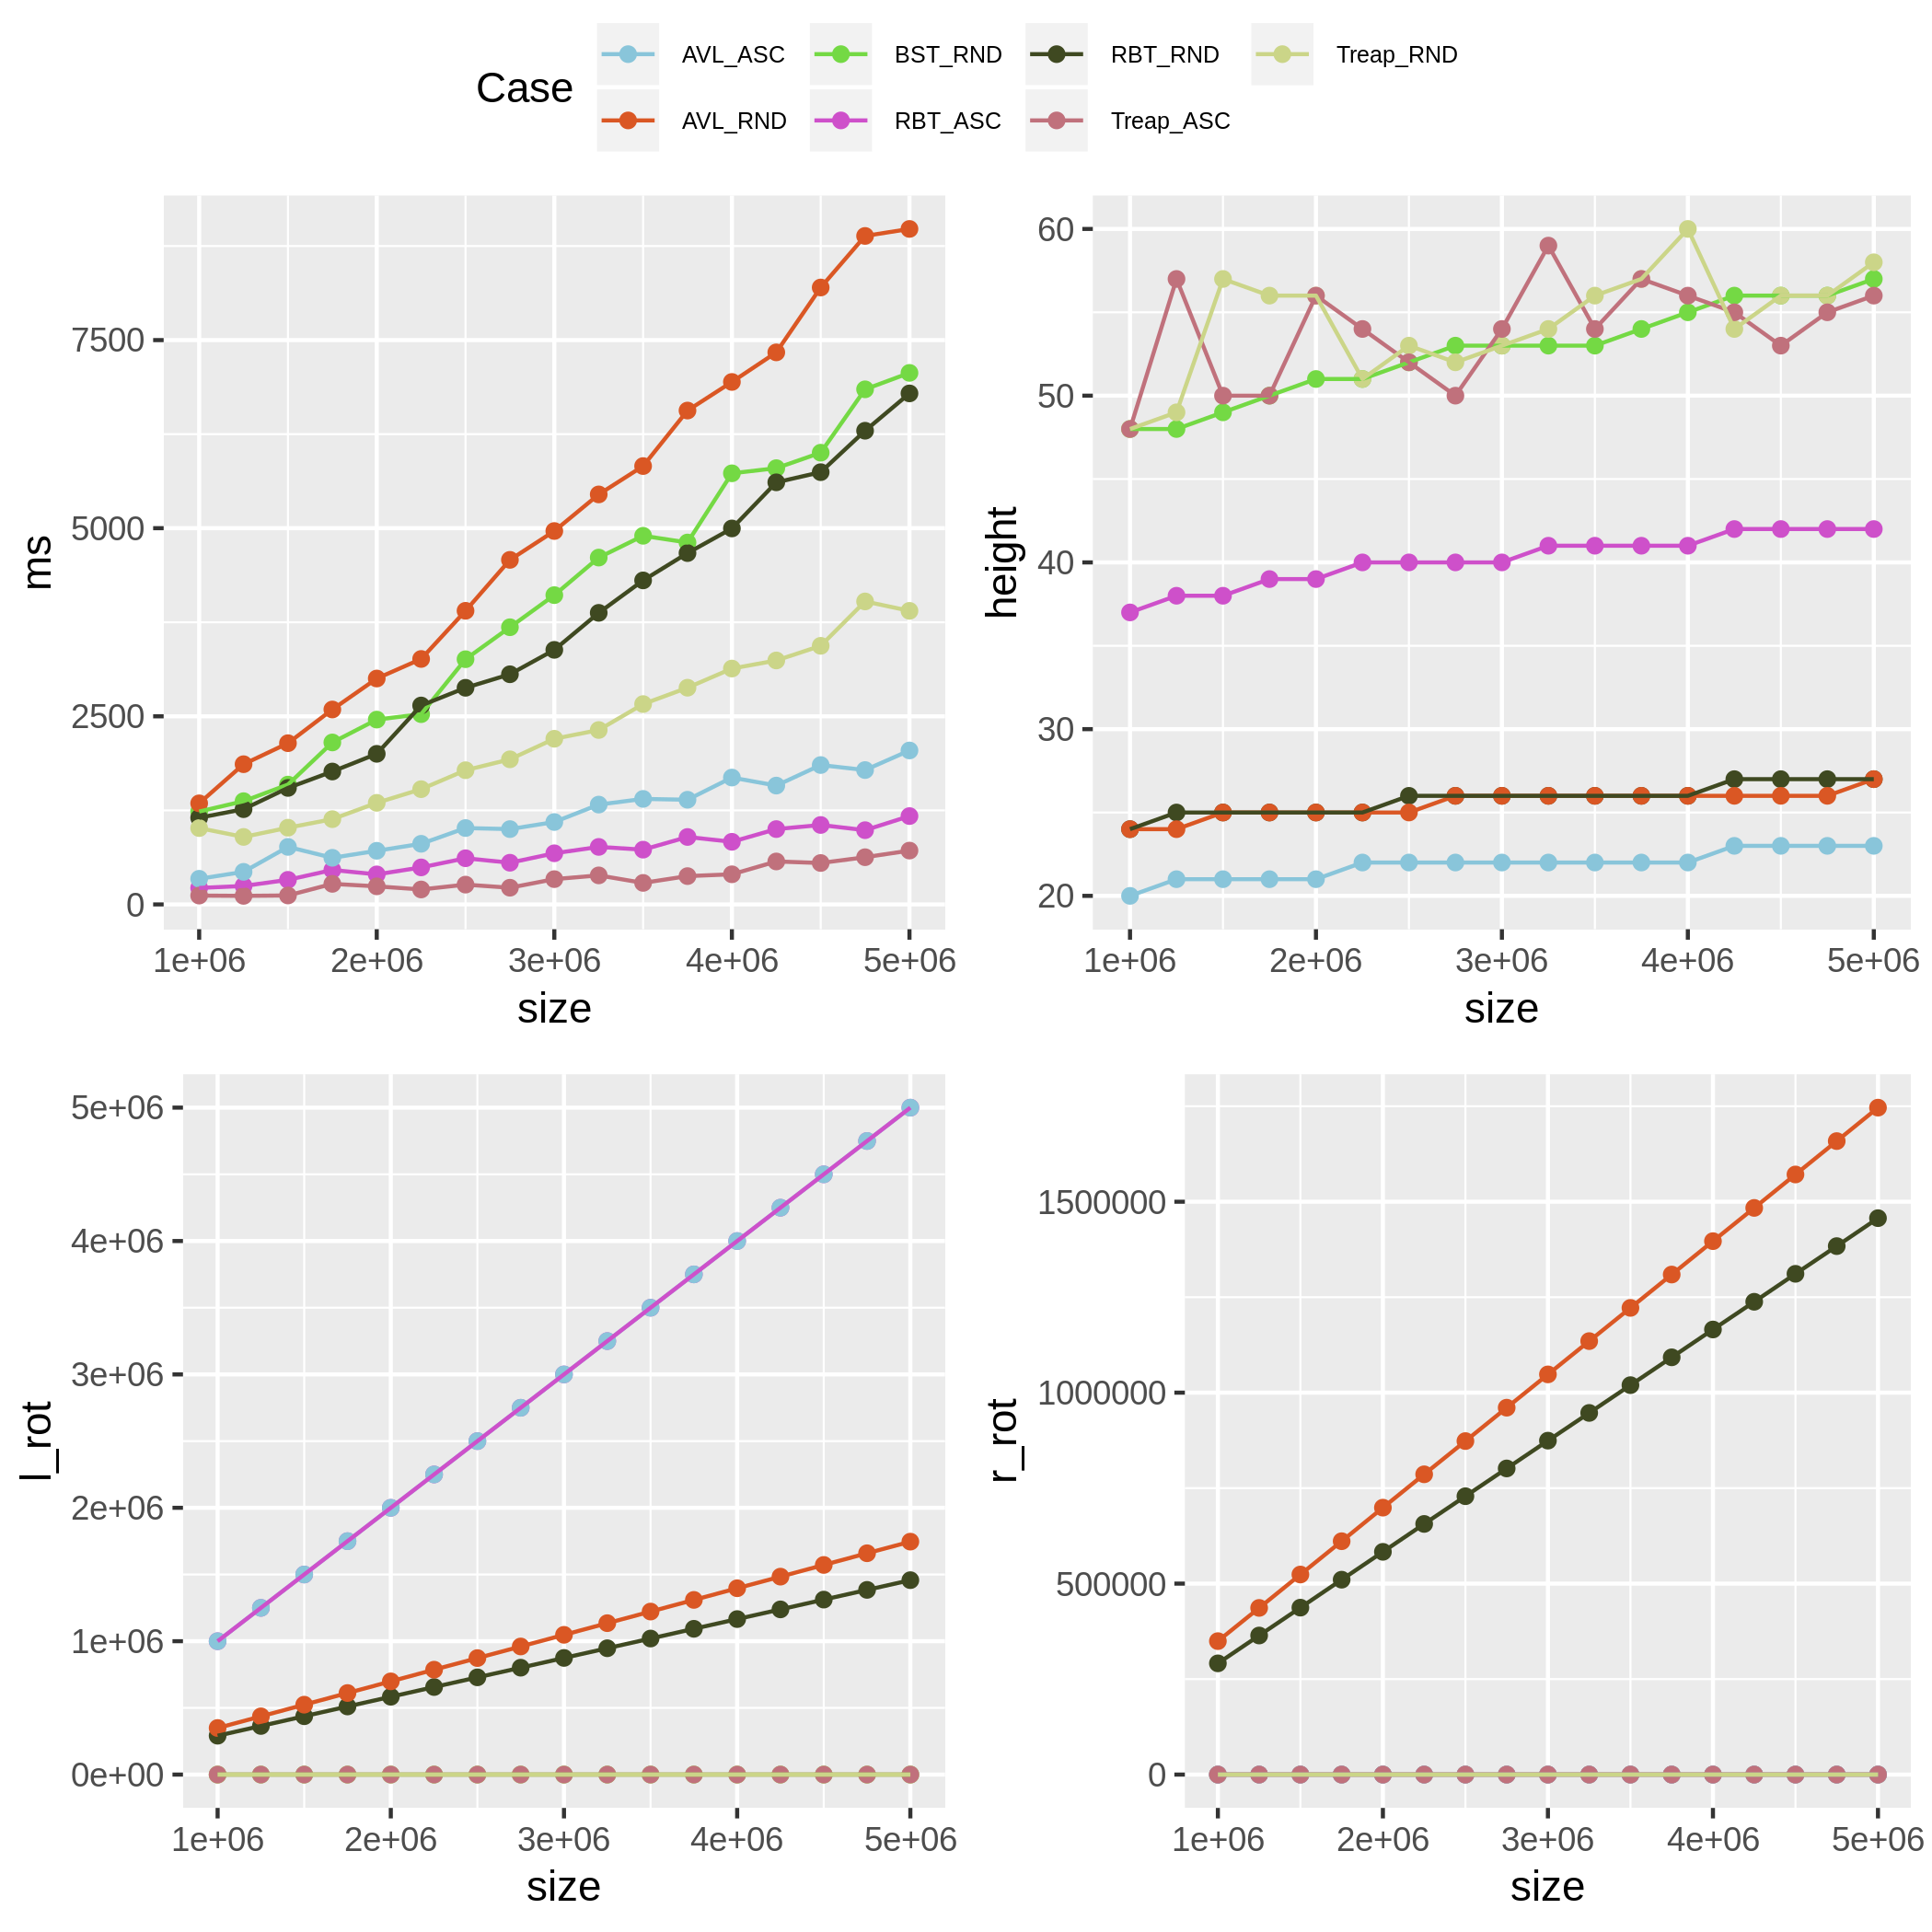 Case
AVL_ASC
BST_RND
RBT_RND
Treap_RND
AVL_RND
RBT_ASC
Treap_ASC
7500
5000
2500
0
ms
1e+06 2e+06 3e+06 4e+06 5e+06
size
60
50
40
30
20
height
1e+06 2e+06 3e+06 4e+06 5e+06
size
5e+06
4e+06
3e+06
2e+06
1e+06
0e+00
l_rot
1e+06 2e+06 3e+06 4e+06 5e+06
size
1500000
1000000
500000
0
r_rot
1e+06 2e+06 3e+06 4e+06 5e+06
size